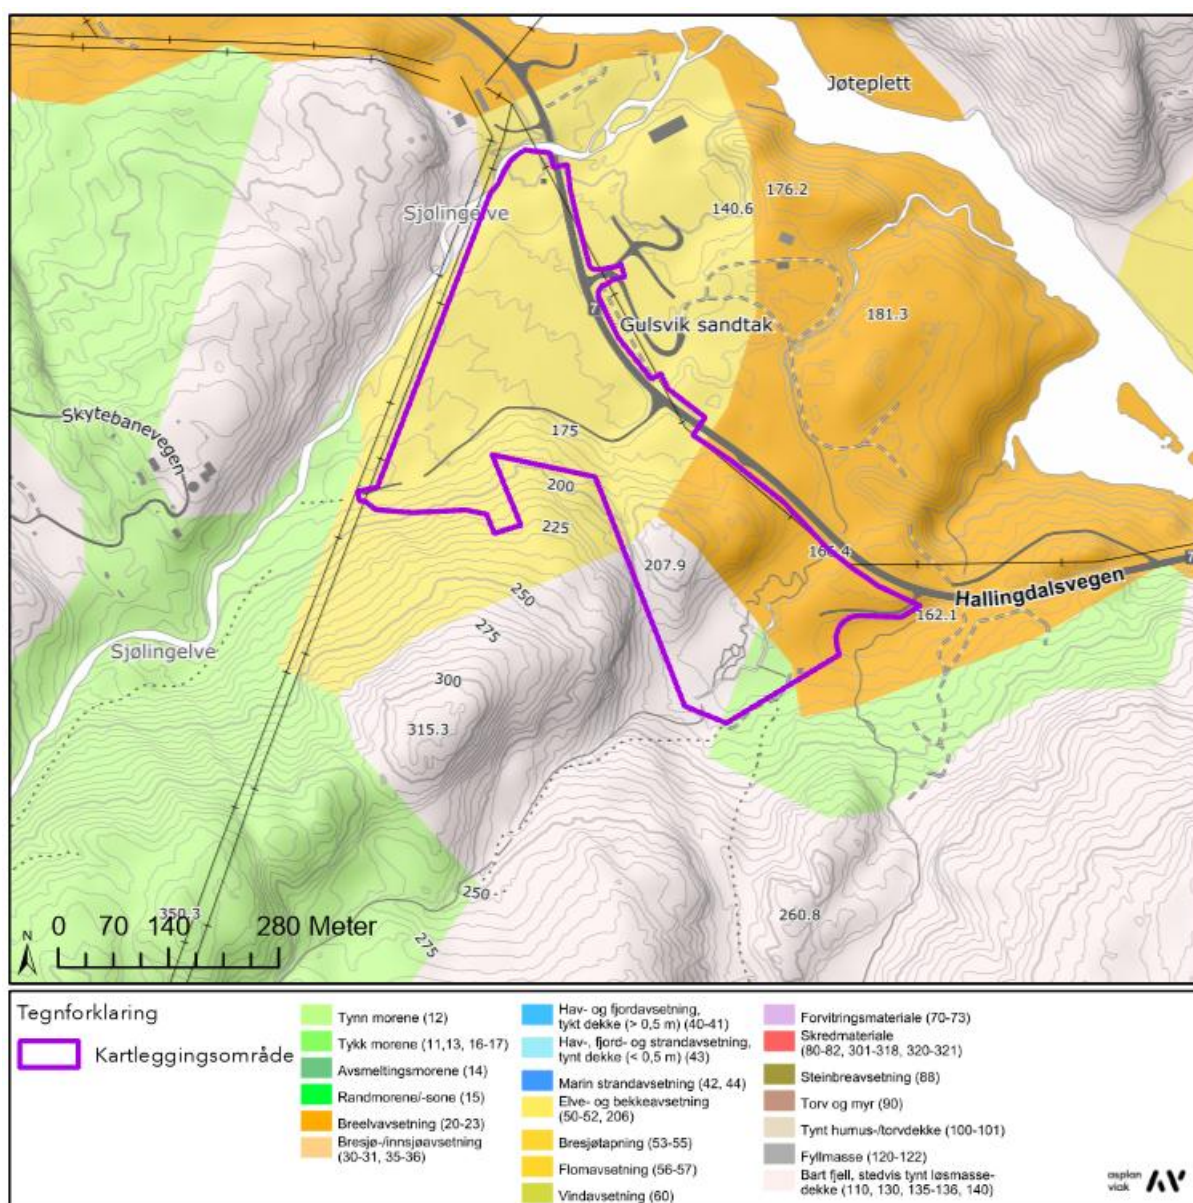 Jøteplett
176.2
140.6
Sjølingelve
181.3
7
Gulsvik sandtak
Skytebanevegen
175
200
225
207.9
166.4
7
Hallingdalsvegen
162.1
250
275
Sjølingelve
300
315.3
250
350.3
260.8
275
N
0 70 140 280 Meter
Tegnforklaring
Kartleggingsområde
Tynn morene (12)
Tykk morene (11,13, 16-17)
Avsmeltingsmorene (14)
Randmorene/-sone (15)
Breelvavsetning (20-23)
Bresjø-/innsjøavsetning
(30-31, 35-36)
Hav- og fjordavsetning,
tykt dekke (> 0,5 m) (40-41)
Hav-, fjord- og strandavsetning,
tynt dekke (< 0,5 m) (43)
Marin strandavsetning (42, 44)
Elve- og bekkeavsetning
(50-52, 206)
Bresjøtapning (53-55)
Flomavsetning (56-57)
Vindavsetning (60)
Forvitringsmateriale (70-73)
Skredmateriale
(80-82, 301-318, 320-321)
Steinbreavsetning (88)
Torv og myr (90)
Tynt humus-/torvdekke (100-101)
Fyllmasse (120-122)
Bart fjell, stedvis tynt løsmasse-
dekke (110, 130, 135-136, 140)
asplan
viak